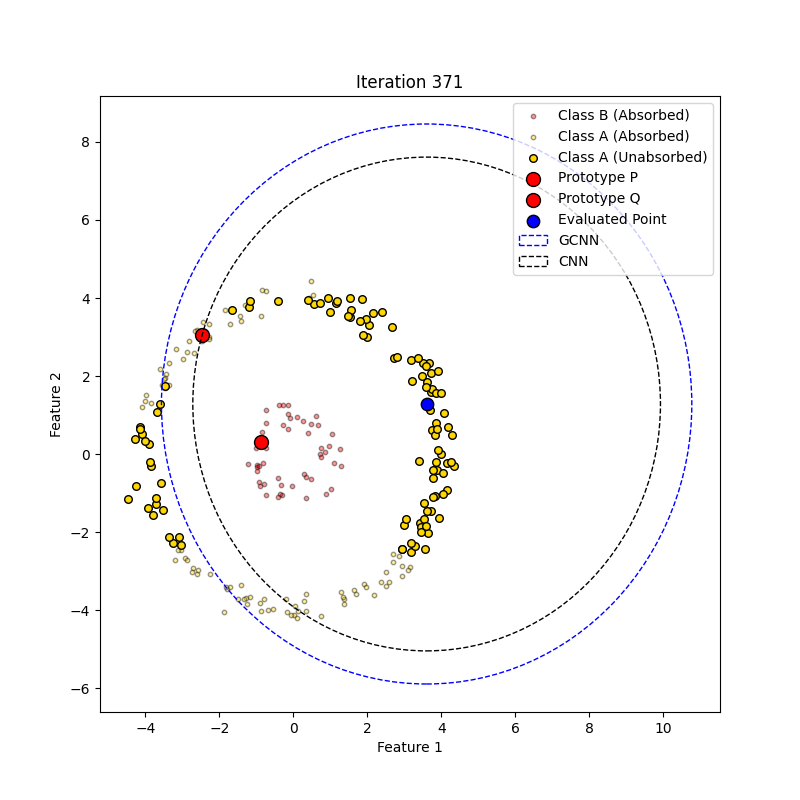 Iteration 371
Class B (Absorbed)
Class A (Absorbed)
Class A (Unabsorbed)
Prototype P
Prototype Q
Evaluated Point
GCNN
CNN
8
6
4
2
0
−2
−4
−6
Feature 2
−4 −2 0 2 4 6 8 10
Feature 1